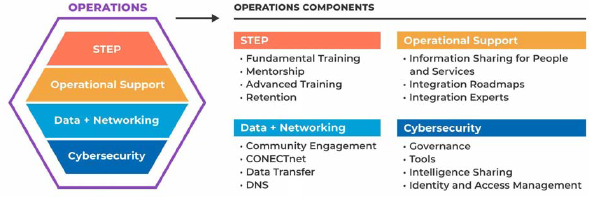 OPERATIONS
STEP
Operational Support
Data + Networking
Cybersecurity
OPERATIONS COMPONENTS
STEP
• Fundamental Training
• Mentorship
• Advanced Training
• Retention
Operational Support
• Information Sharing for People
and Services
• Integration Roadmaps
• Integration Experts
Data + Networking
• Community Engagement
• CONECTnet
• Data Transfer
• DNS
Cybersecurity
• Governance
• Tools
• Intelligence Sharing
• Identity and Access Management